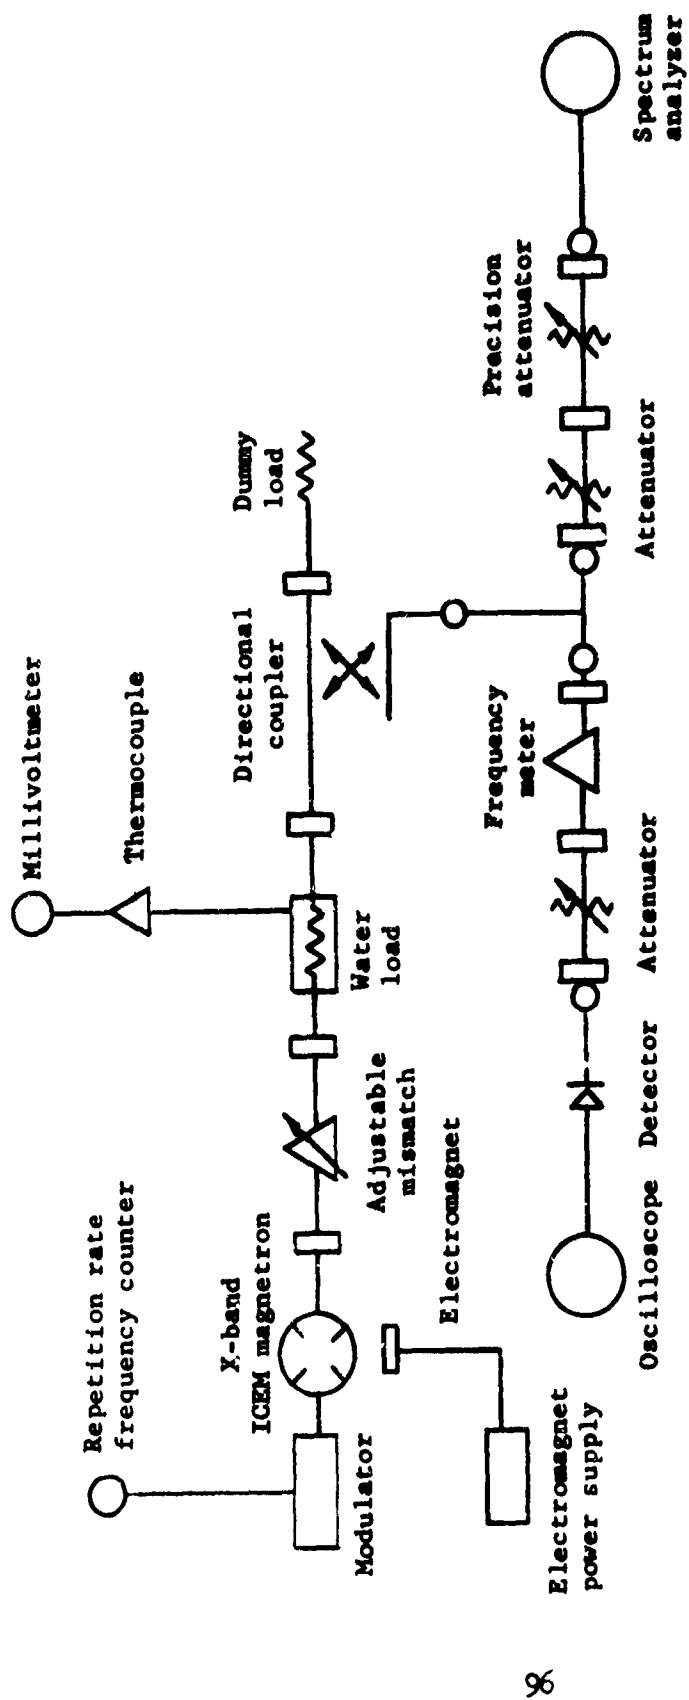 Millivoltmeter
Thermocouple
Repetition rate
frequency counter
X-band
ICEM magnetron
Directional
coupler
Dummy
load
Modulator
Adjustable
mismatch
Water
load
Electromagnet
Electromagnet
power supply
Frequency
meter
Precision
attenuator
Oscilloscope
Detector
Attenuator
Attenuator
Spectrum
analyzer
96